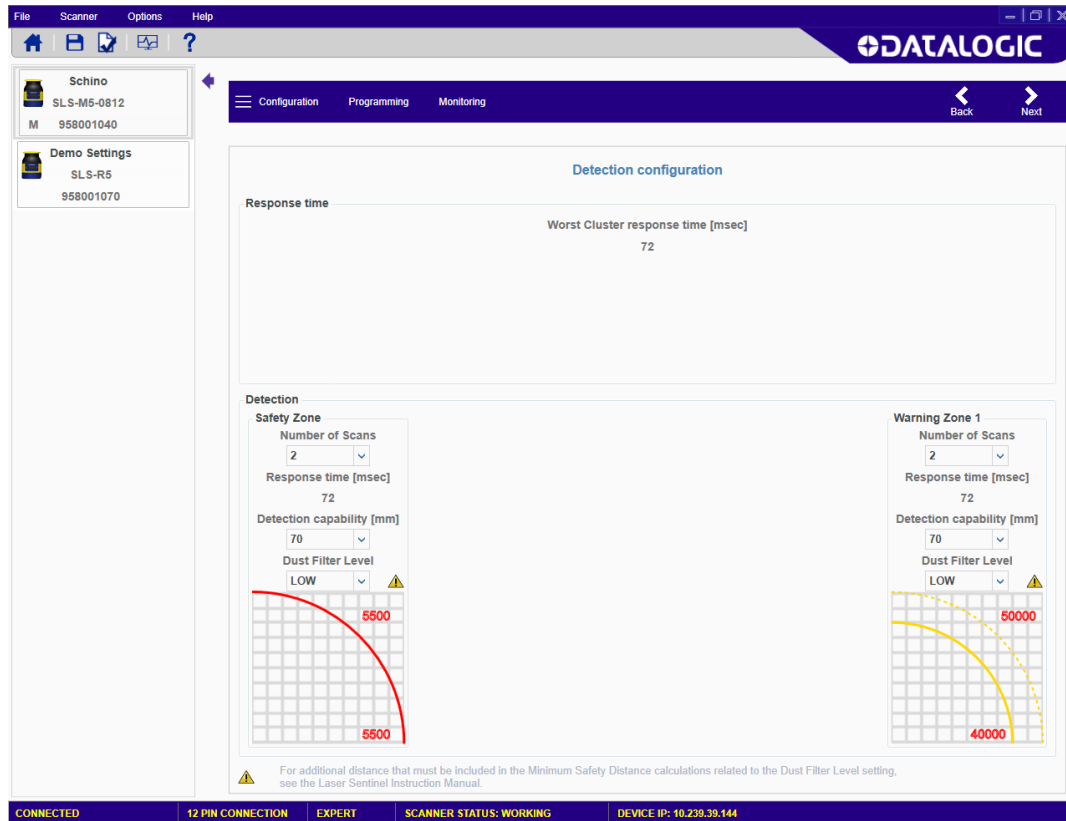 File Scanner Options Help
DATALOGIC
Schino
SLS-M5-0812
M 958001040
Demo Settings
SLS-R5
958001070
Configuration Programming Monitoring
Back Next
Detection configuration
Response time
Worst Cluster response time [msec]
72
Detection
Safety Zone
Number of Scans
2
Response time [msec]
72
Detection capability [mm]
70
Dust Filter Level
LOW
5500
5500
Warning Zone 1
Number of Scans
2
Response time [msec]
72
Detection capability [mm]
70
Dust Filter Level
LOW
50000
40000
For additional distance that must be included in the Minimum Safety Distance calculations related to the Dust Filter Level setting,
see the Laser Sentinel Instruction Manual.
CONNECTED 12 PIN CONNECTION EXPERT SCANNER STATUS: WORKING DEVICE IP: 10.239.39.144